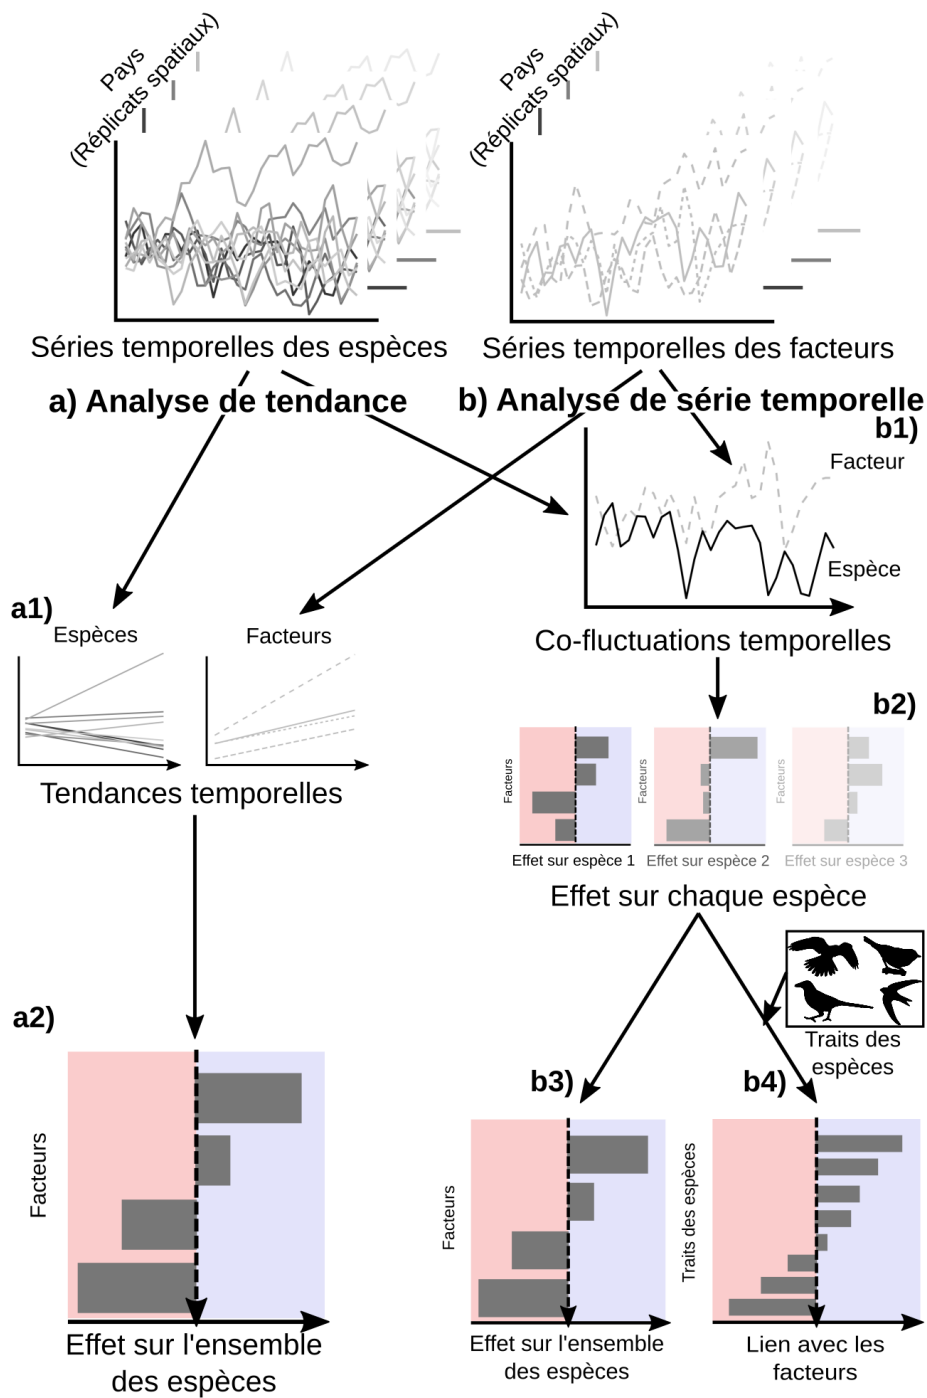 Pays
(Réplicats spatiaux)
Pays
(Réplicats spatiaux)
Séries temporelles des espèces
Séries temporelles des facteurs
a) Analyse de tendance
b) Analyse de série temporelle
b1)
Facteur
Espèce
Co-fluctuations temporelles
a1)
Espèces
Facteurs
Tendances temporelles
b2)
Facteurs
Facteurs
Facteurs
Effet sur espèce 1
Effet sur espèce 2
Effet sur espèce 3
Effet sur chaque espèce
Traits des
espèces
a2)
Facteurs
Effet sur l'ensemble
des espèces
b3)
Facteurs
Effet sur l'ensemble
des espèces
b4)
Traits des espèces
Lien avec les
facteurs